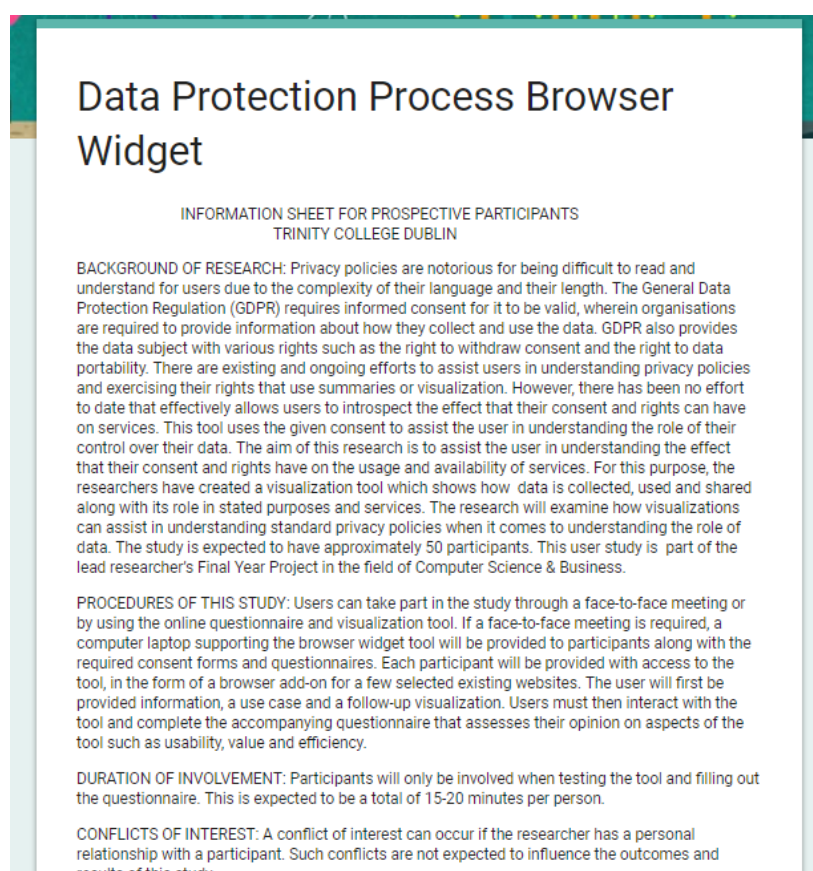 Data Protection Process Browser
Widget
INFORMATION SHEET FOR PROSPECTIVE PARTICIPANTS
TRINITY COLLEGE DUBLIN
BACKGROUND OF RESEARCH: Privacy policies are notorious for being difficult to read and
understand for users due to the complexity of their language and their length. The General Data
Protection Regulation (GDPR) requires informed consent for it to be valid, wherein organisations
are required to provide information about how they collect and use the data. GDPR also provides
the data subject with various rights such as the right to withdraw consent and the right to data
portability. There are existing and ongoing efforts to assist users in understanding privacy policies
and exercising their rights that use summaries or visualization. However, there has been no effort
to date that effectively allows users to introspect the effect that their consent and rights can have
on services. This tool uses the given consent to assist the user in understanding the role of their
control over their data. The aim of this research is to assist the user in understanding the effect
that their consent and rights have on the usage and availability of services. For this purpose, the
researchers have created a visualization tool which shows how data is collected, used and shared
along with its role in stated purposes and services. The research will examine how visualizations
can assist in understanding standard privacy policies when it comes to understanding the role of
data. The study is expected to have approximately 50 participants. This user study is part of the
lead researcher's Final Year Project in the field of Computer Science & Business.
PROCEDURES OF THIS STUDY: Users can take part in the study through a face-to-face meeting or
by using the online questionnaire and visualization tool. If a face-to-face meeting is required, a
computer laptop supporting the browser widget tool will be provided to participants along with the
required consent forms and questionnaires. Each participant will be provided with access to the
tool, in the form of a browser add-on for a few selected existing websites. The user will first be
provided information, a use case and a follow-up visualization. Users must then interact with the
tool and complete the accompanying questionnaire that assesses their opinion on aspects of the
tool such as usability, value and efficiency.
DURATION OF INVOLVEMENT: Participants will only be involved when testing the tool and filling out
the questionnaire. This is expected to be a total of 15-20 minutes per person.
CONFLICTS OF INTEREST: A conflict of interest can occur if the researcher has a personal
relationship with a participant. Such conflicts are not expected to influence the outcomes and
results of this study